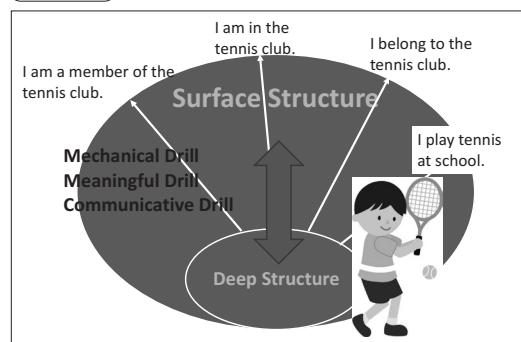 I am in the
tennis club.
I belong to the
tennis club.
I am a member of the
tennis club.
Surface Structure
I play tennis
at school.
Mechanical Drill
Meaningful Drill
Communicative Drill
Deep Structure